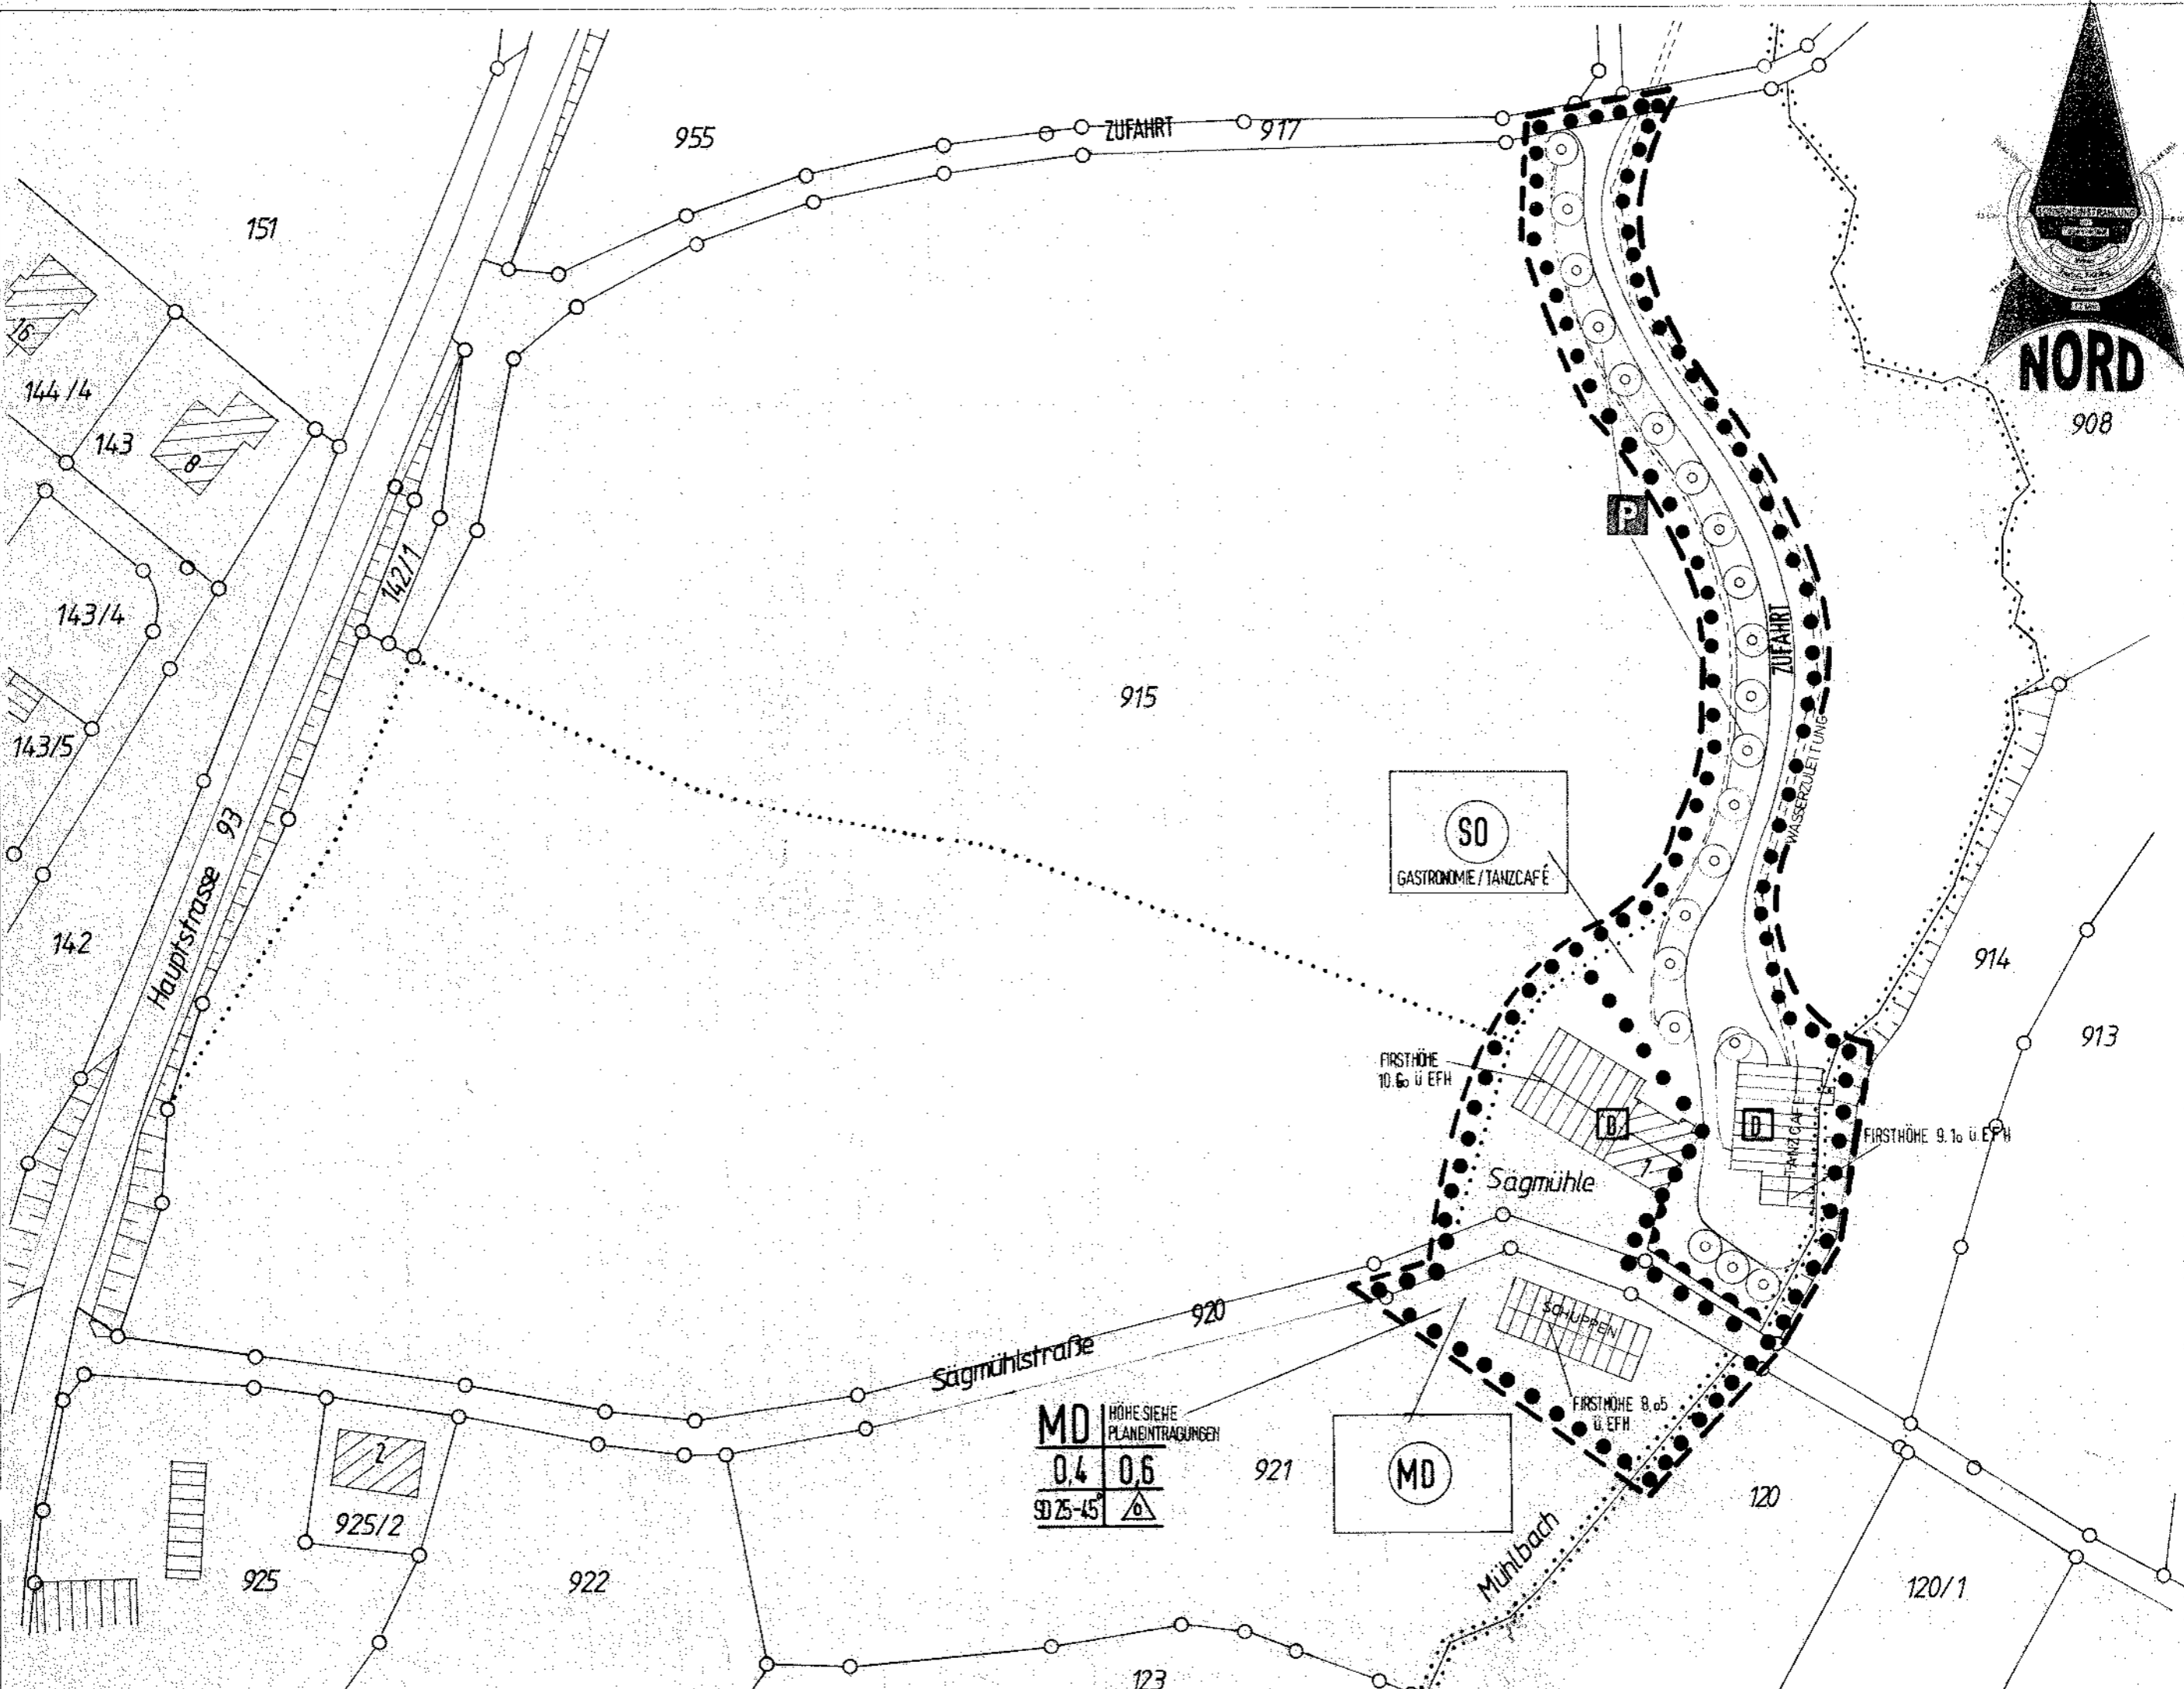 955
ZUFAHRT
917
151
16
144/4
143
8
NORD
908
P
142/1
143/4
ZUFAHRT
915
143/5
WASSERZULEITUNG
93
SO
GASTRONOMIE / TANZCAFÉ
Hauptstrasse
142
914
913
FIRSTHÖHE
10.60 Ü EFH
D
D
TANZCAF
FIRSTHÖHE 9.10 Ü.EFH
1
Sägmühle
920
SCHUPPEN
Sägmühlstraße
MD
HÖHE SIEHE
PLANEINTRAGUNGEN
0,4
0,6
SD 25-45°
O
FIRSTHÖHE 8,05
Ü.EFH
921
MD
2
925/2
120
Mühlbach
925
922
120/1
123